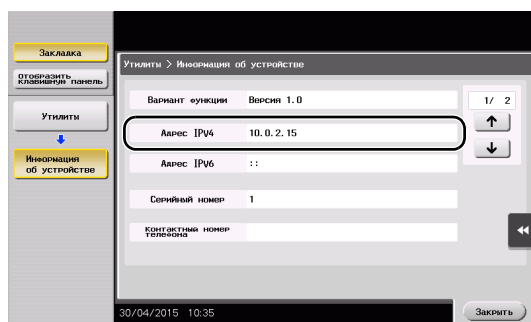 Закладка
Отобразить
клавишную панель
Утилиты
Информация
об устройстве
Утилиты > Информация об устройстве
Вариант функции Версия 1.0
Адрес IPV4 10.0.2.15
Адрес IPV6 ::
Серийный номер 1
Контактный номер
телефона
1/ 2
30/04/2015 10:35
Закрыть